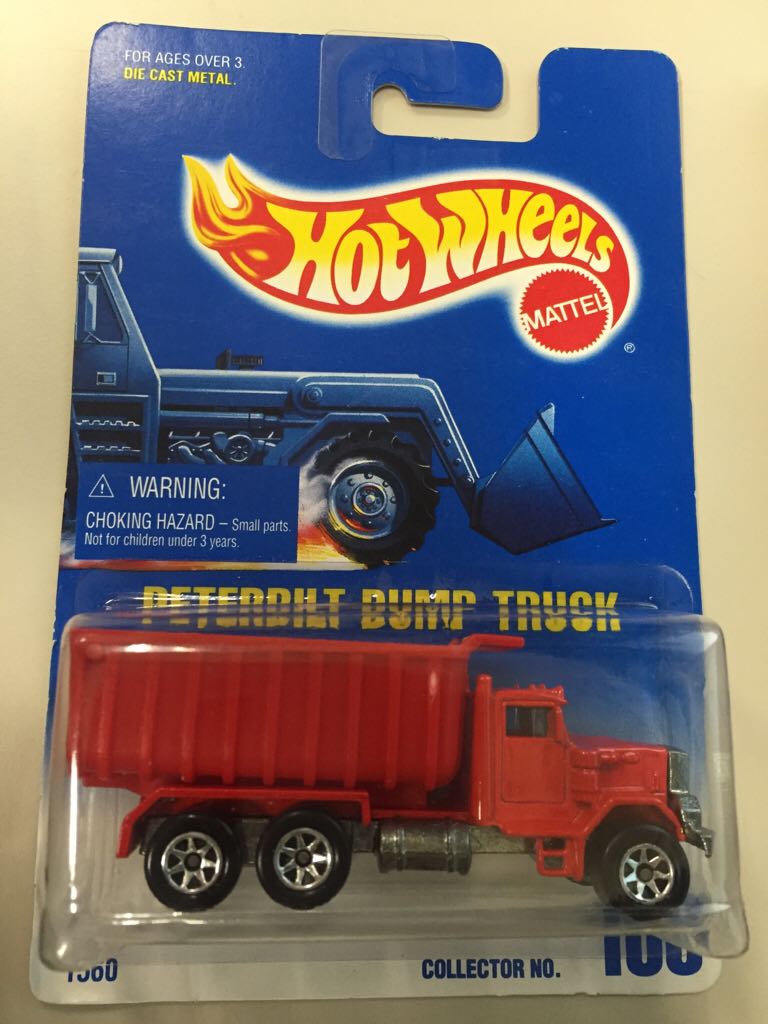 FOR AGES OVER 3.
DIE CAST METAL.
HOT WHEELS
MATTEL
®
⚠ WARNING:
CHOKING HAZARD – Small parts.
Not for children under 3 years.
PETERBILT DUMP TRUCK
COLLECTOR NO.